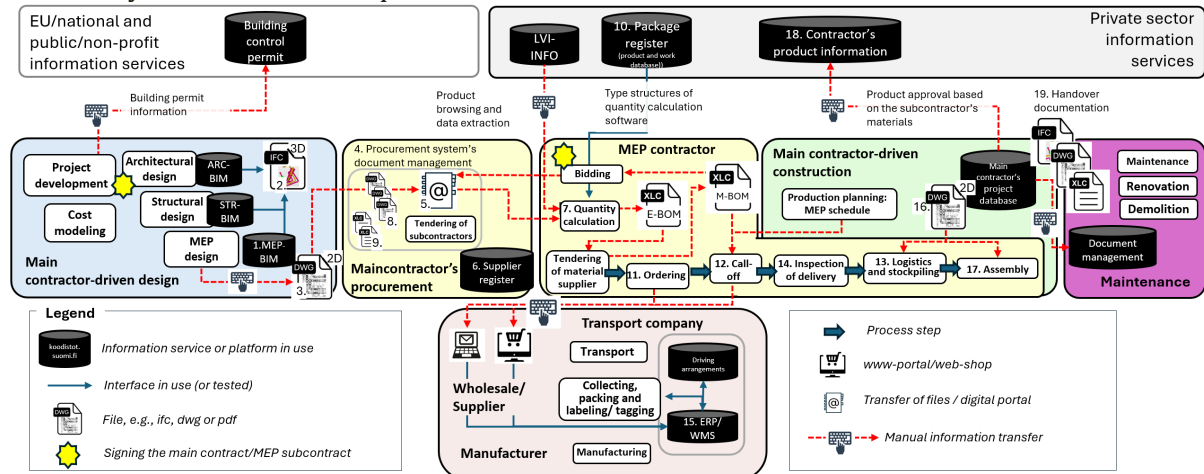 EU/national and
public/non-profit
information services
Building
control
permit
LVI-
INFO
10. Package
register
(product and work
database))
18. Contractor's
product information
Private sector
information
services
Building permit
information
Product
browsing and
data extraction
Type structures of
quantity calculation
software
Product approval based
on the subcontractor's
materials
19. Handover
documentation
Project
development
Architectural
design
ARC-
BIM
IFC
3D
2.
Cost
modeling
Structural
design
STR-
BIM
MEP
design
1.MEP-
BIM
DWG
2D
3.
Main
contractor-driven design
4. Procurement system's
document management
DWG
DWG
DWG
8.
5.
XLC
XLC
9.
Tendering of
subcontractors
Maincontractor's
procurement
6. Supplier
register
MEP contractor
Bidding
7. Quantity
calculation
XLC
E-BOM
XLC
M-BOM
Tendering
of material
supplier
11. Ordering
12. Call-
off
14. Inspection
of delivery
13. Logistics
and stockpiling
17. Assembly
Main contractor-driven
construction
Production planning:
MEP schedule
Main
contractor's
project
database
DWG
2D
16.
IFC
DWG
XLC
Maintenance
Renovation
Demolition
Document
management
Maintenance
Legend
koodistot.
suomi.fi
Information service or platform in use
Interface in use (or tested)
DWG
File, e.g., ifc, dwg or pdf
Signing the main contract/MEP subcontract
Transport company
Transport
Driving
arrangements
Wholesale/
Supplier
Collecting,
packing and
labeling/ tagging
15. ERP/
WMS
Manufacturer
Manufacturing
Process step
www-portal/web-shop
Transfer of files / digital portal
Manual information transfer